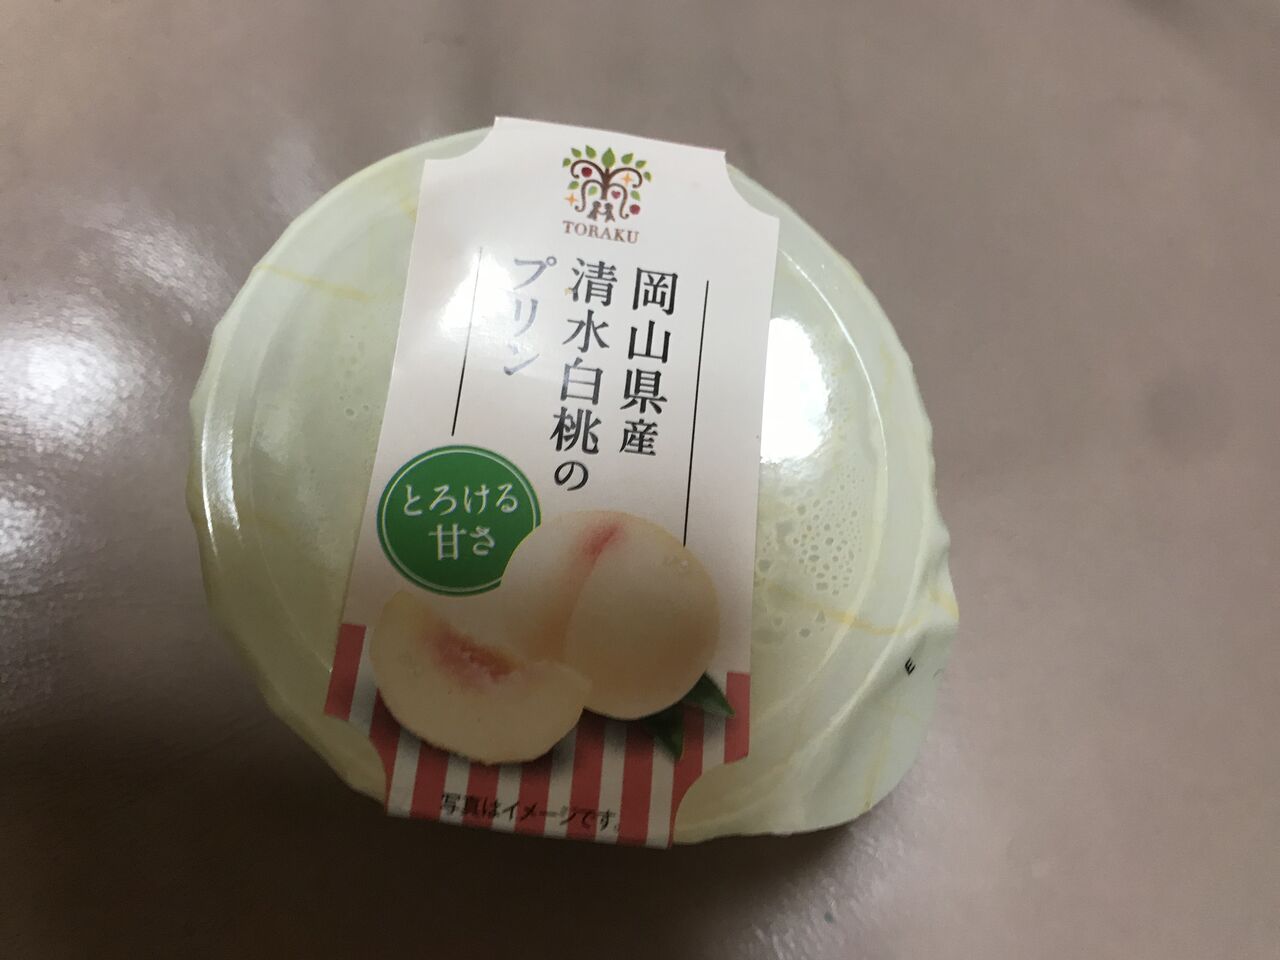 TORAKU
岡山県産
清水白桃の
プリン
とろける
甘さ
写真はイメージです。
E